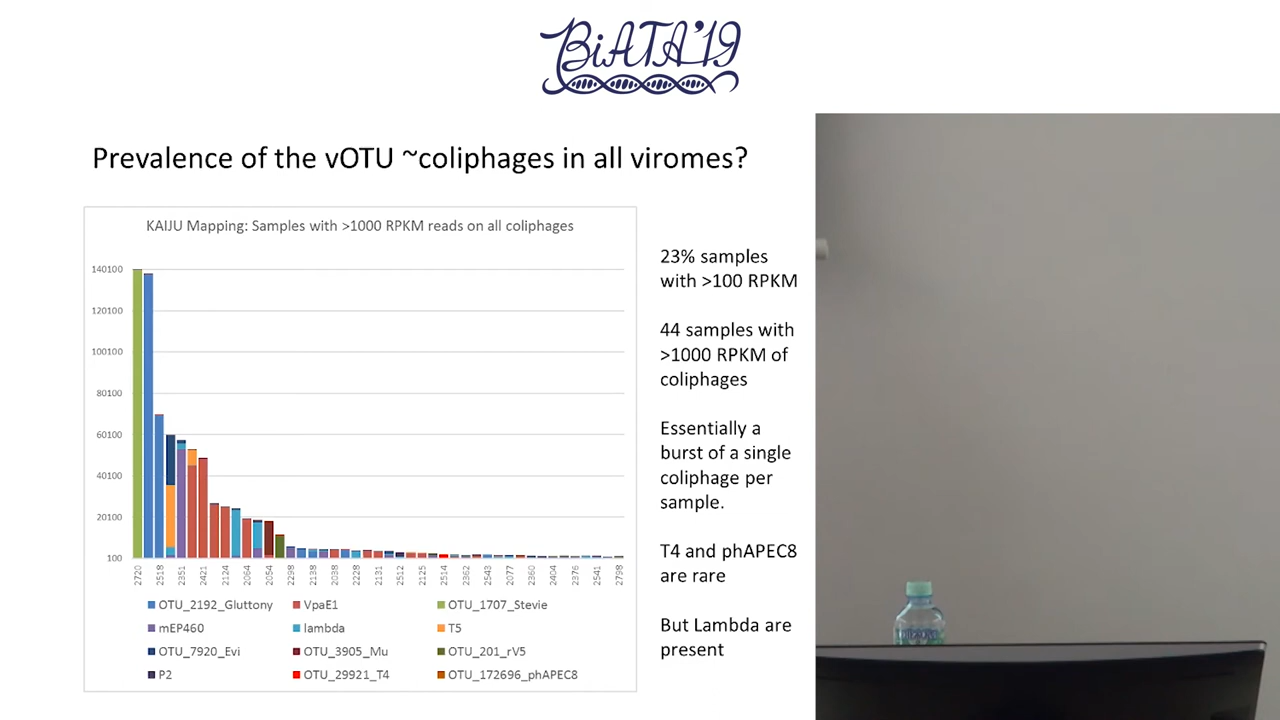 BiATA'19
Prevalence of the vOTU ~coliphages in all viromes?
KAIJU Mapping: Samples with >1000 RPKM reads on all coliphages
140100
120100
100100
80100
60100
40100
20100
100
2720
2518
2351
2421
2124
2064
2054
2298
2138
2038
2228
2131
2512
2125
2514
2362
2543
2077
2360
2404
2376
2541
2798
OTU_2192_Gluttony
VpaE1
OTU_1707_Stevie
mEP460
lambda
T5
OTU_7920_Evi
OTU_3905_Mu
OTU_201_rV5
P2
OTU_29921_T4
OTU_172696_phAPEC8
23% samples
with >100 RPKM
44 samples with
>1000 RPKM of
coliphages
Essentially a
burst of a single
coliphage per
sample.
T4 and phAPEC8
are rare
But Lambda are
present